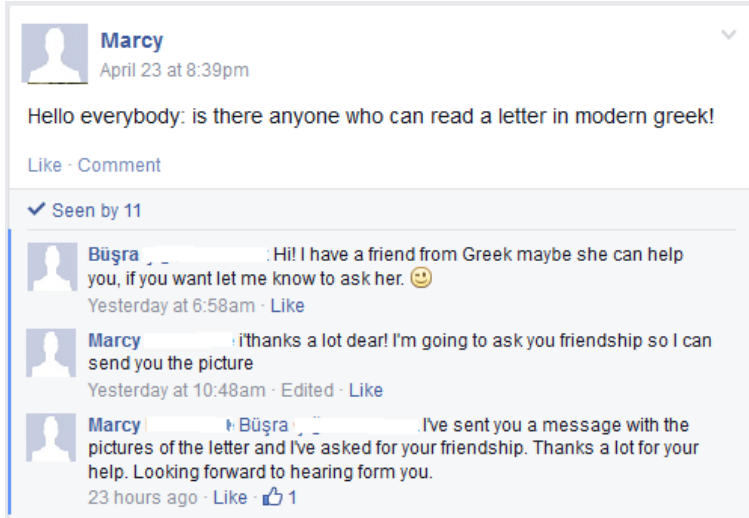 Marcy
April 23 at 8:39pm
Hello everybody: is there anyone who can read a letter in modern greek!
Like · Comment
Seen by 11
Büşra : Hi! I have a friend from Greek maybe she can help
you, if you want let me know to ask her.
Yesterday at 6:58am · Like
Marcy i'thanks a lot dear! I'm going to ask you friendship so I can
send you the picture
Yesterday at 10:48am · Edited · Like
Marcy Büşra I've sent you a message with the
pictures of the letter and I've asked for your friendship. Thanks a lot for your
help. Looking forward to hearing form you.
23 hours ago · Like · 1